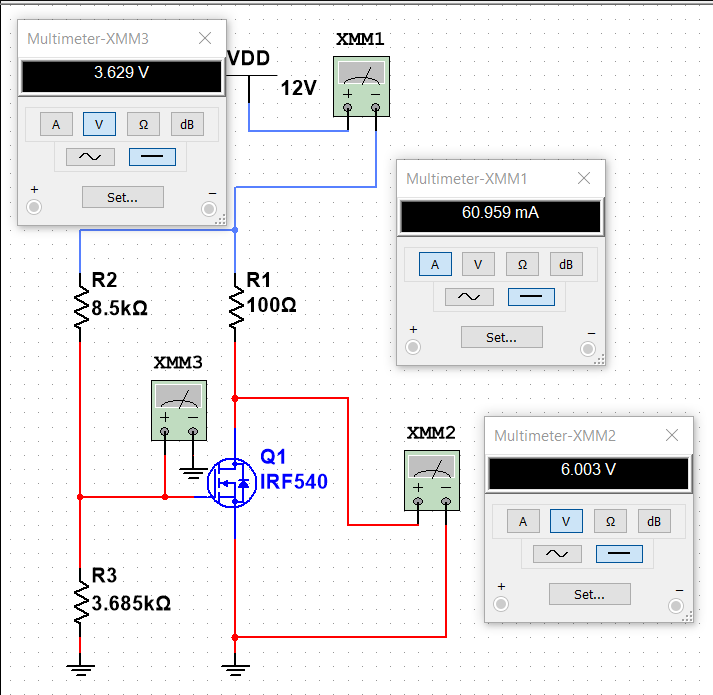 Multimeter-XMM3
3.629 V
A V Ω dB
Set...
+ −
VDD
12V
XMM1
+ −
Multimeter-XMM1
60.959 mA
A V Ω dB
Set...
+ −
R2
8.5kΩ
R1
100Ω
XMM3
+ −
Q1
IRF540
XMM2
+ −
Multimeter-XMM2
6.003 V
A V Ω dB
Set...
+ −
R3
3.685kΩ